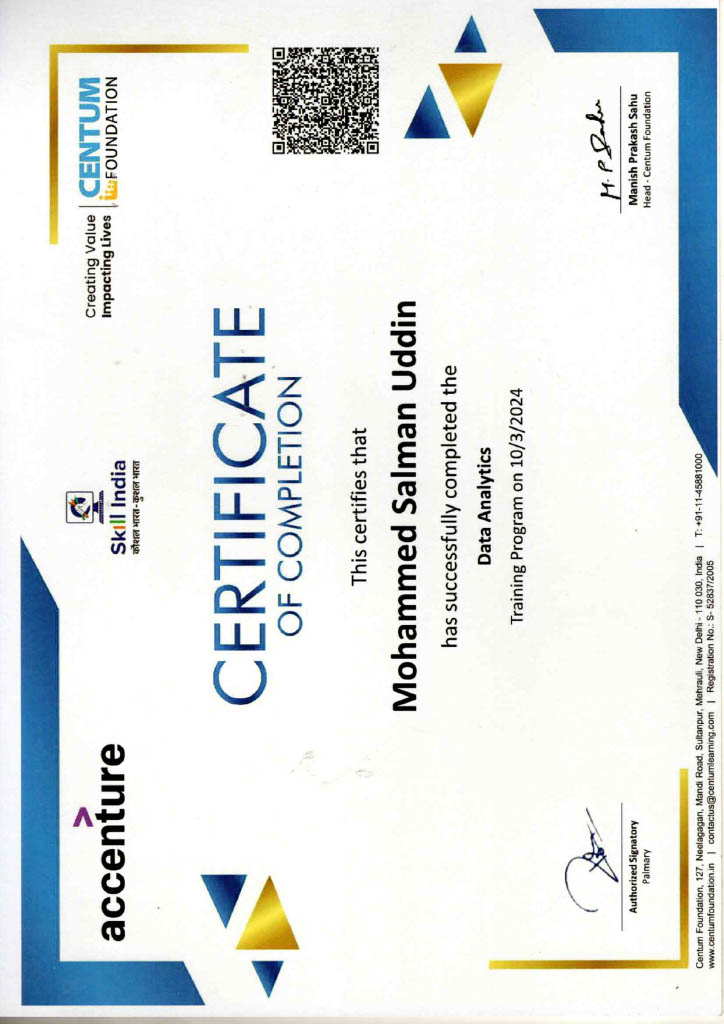 accenture
Skill India
कौशल भारत - कुशल भारत
Creating Value
Impacting Lives
CENTUM
FOUNDATION
CERTIFICATE
OF COMPLETION
This certifies that
Mohammed Salman Uddin
has successfully completed the
Data Analytics
Training Program on 10/3/2024
Authorized Signatory
Palmary
M. P Sahu
Manish Prakash Sahu
Head - Centum Foundation
Centum Foundation, 127, Neelagagan, Mandi Road, Sultanpur, Mehrauli, New Delhi - 110 030, India | T: +91-11-45881000
www.centumfoundation.in | contactus@centumlearning.com | Registration No.: S- 52837/2005